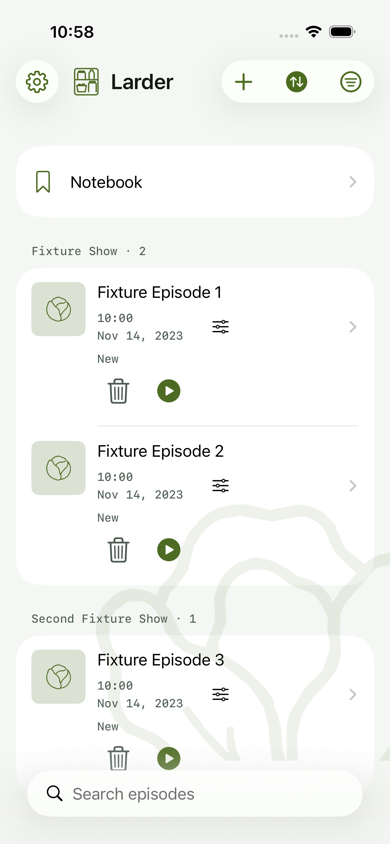 10:58
Larder
Notebook
Fixture Show · 2
Fixture Episode 1
10:00
Nov 14, 2023
New
Fixture Episode 2
10:00
Nov 14, 2023
New
Second Fixture Show · 1
Fixture Episode 3
10:00
Nov 14, 2023
New
Search episodes